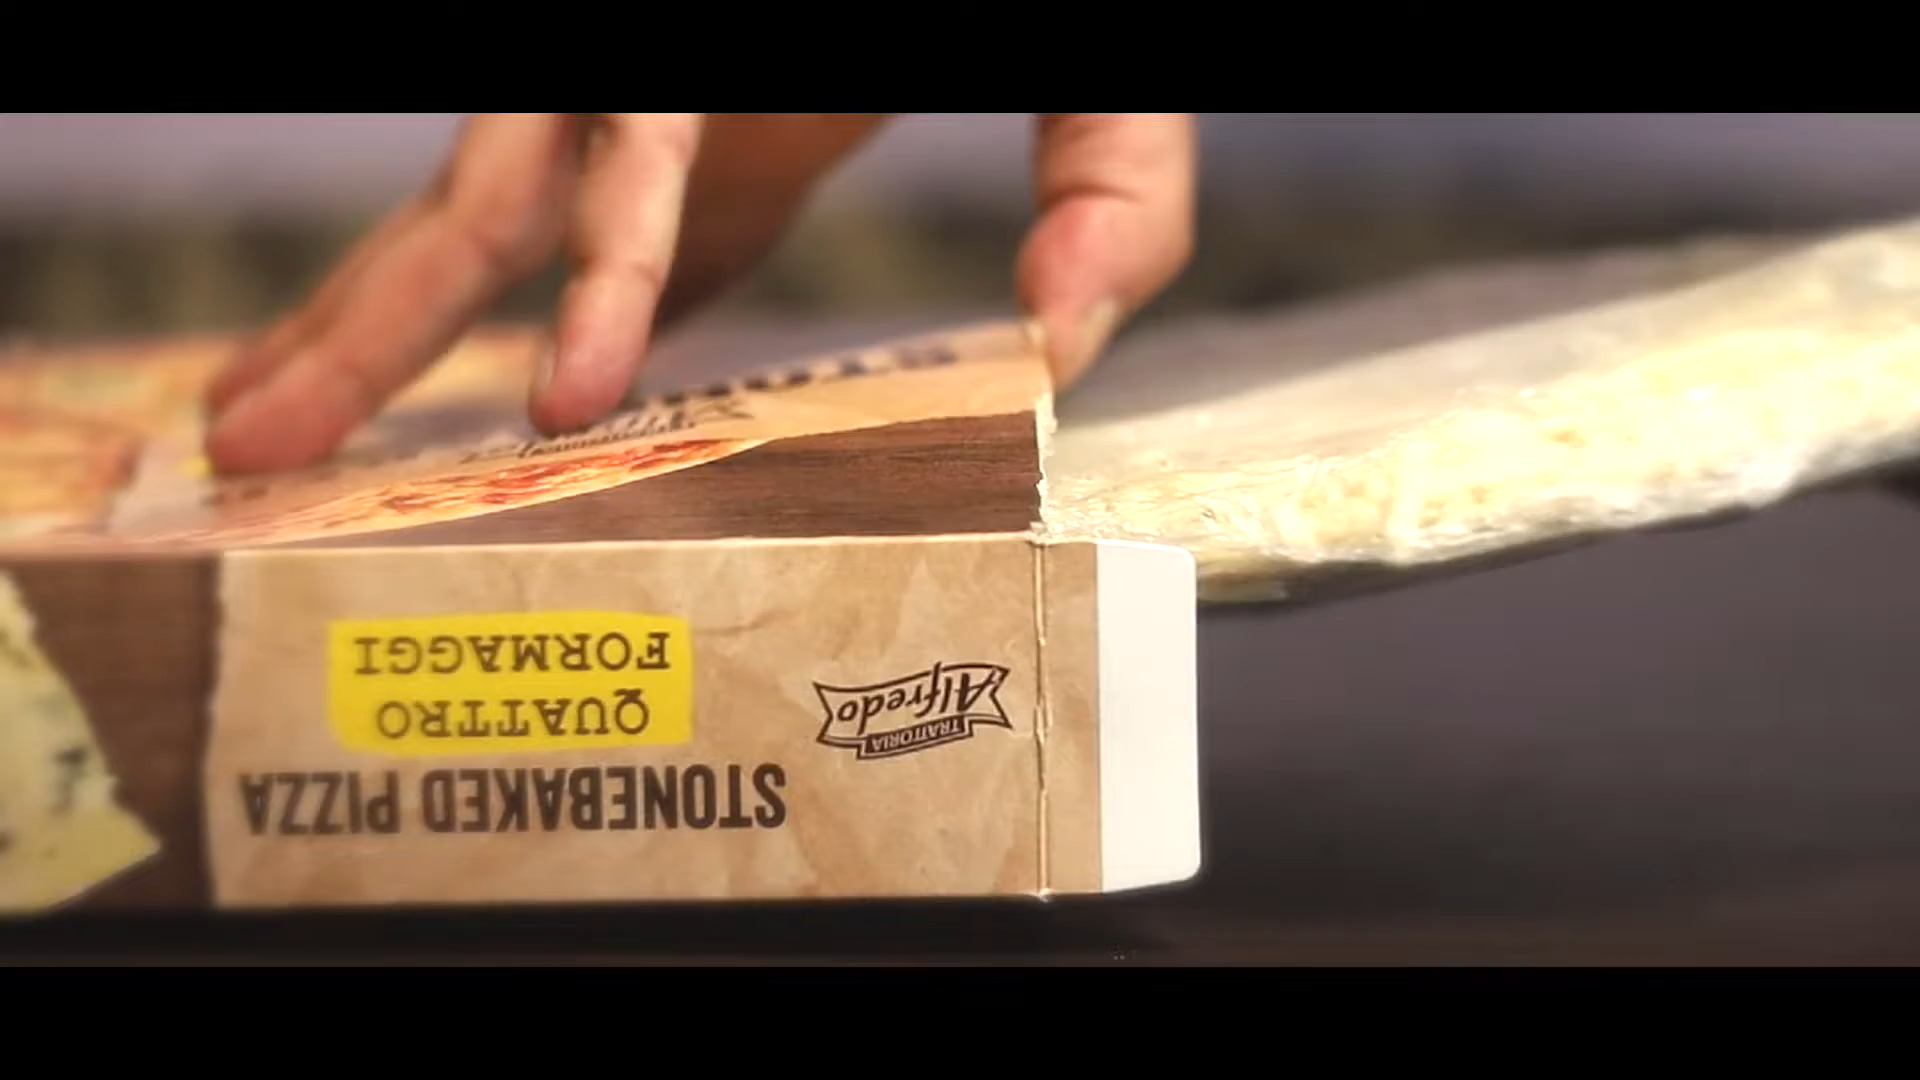 STONEBAKED PIZZA
QUATTRO
FORMAGGI
TRATTORIA
Alfredo